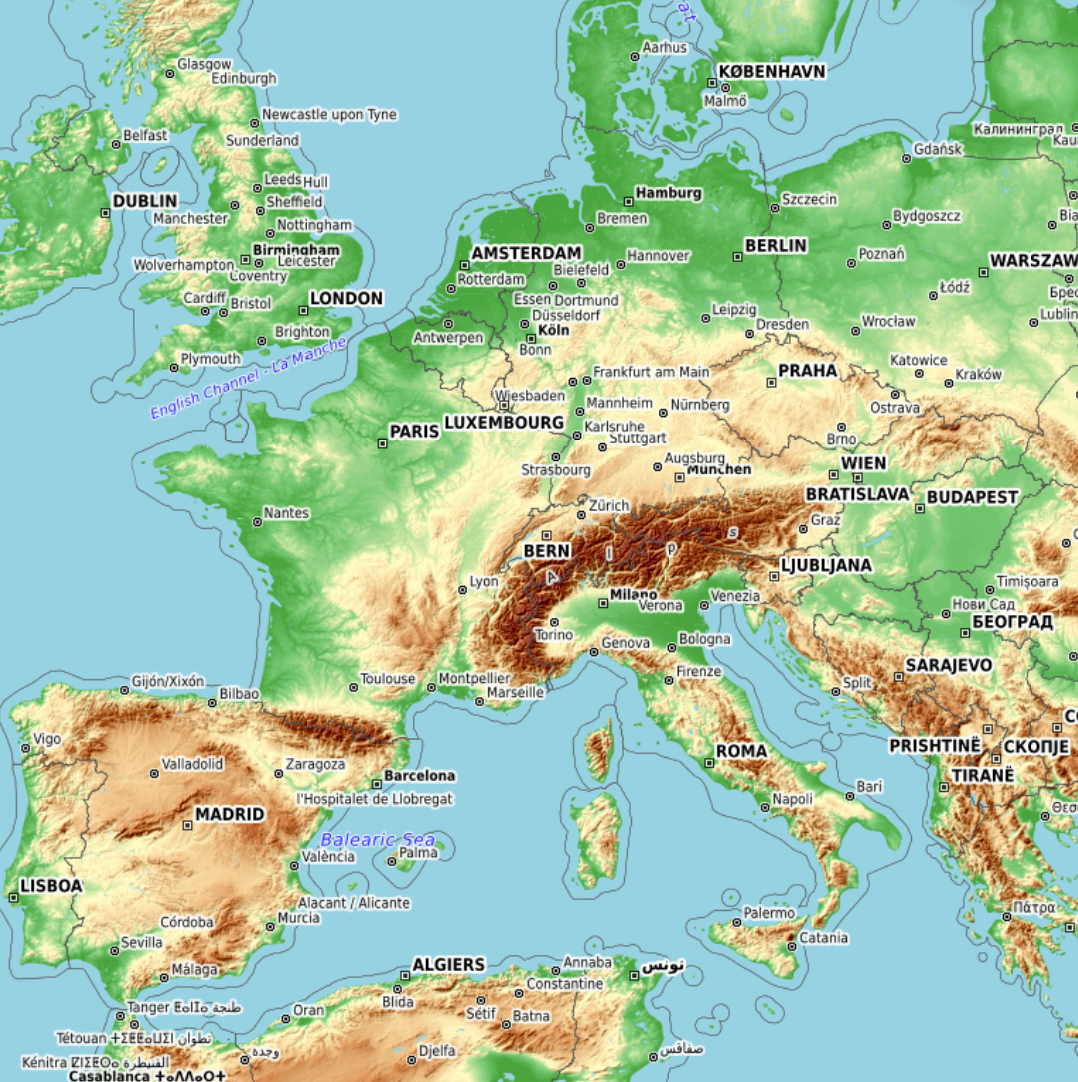 at
Glasgow
Edinburgh
Aarhus
KØBENHAVN
Malmö
Newcastle upon Tyne
Sunderland
Belfast
Калининград
Kau
Gdańsk
Leeds
Hull
DUBLIN
Manchester
Sheffield
Hamburg
Szczecin
Nottingham
Bremen
Bydgoszcz
Bia
Birmingham
AMSTERDAM
Hannover
BERLIN
Poznań
WARSZAW
Wolverhampton
Leicester
Coventry
Rotterdam
Bielefeld
Łódź
Брес
Cardiff
Bristol
LONDON
Essen
Dortmund
Düsseldorf
Leipzig
Wrocław
Lublin
Brighton
Antwerpen
Köln
Dresden
Bonn
English Channel - La Manche
Plymouth
Frankfurt am Main
PRAHA
Katowice
Kraków
Wiesbaden
Mannheim
Nürnberg
Ostrava
PARIS
LUXEMBOURG
Karlsruhe
Stuttgart
Brno
Strasbourg
Augsburg
München
WIEN
BRATISLAVA
BUDAPEST
Nantes
Zürich
Graz
BERN
A l p s
LJUBLJANA
Lyon
Milano
Verona
Venezia
Timișoara
Нови Сад
БЕОГРАД
Torino
Genova
Bologna
Gijón/Xixón
Bilbao
Toulouse
Montpellier
Marseille
Firenze
Split
SARAJEVO
Vigo
ROMA
PRISHTINË
СКОПЈЕ
Valladolid
Zaragoza
Barcelona
TIRANË
l'Hospitalet de Llobregat
Napoli
Bari
Θεσ
MADRID
Balearic Sea
València
Palma
LISBOA
Alacant / Alicante
Córdoba
Murcia
Palermo
Πάτρα
Sevilla
Catania
Málaga
ALGIERS
Annaba
تونس
Constantine
Blida
Tanger ⵟⴰⵏⵊⴰ طنجة
Oran
Sétif
Batna
Tétouan ⵜⵉⵟⵟⴰⵡⵉⵏ تطوان
وجدة
Djelfa
صفاقس
Kénitra ⵇⵏⵉⵟⵔⴰ القنيطرة
Casablanca ⵜⴰⴷⴷⴰⵔⵜ